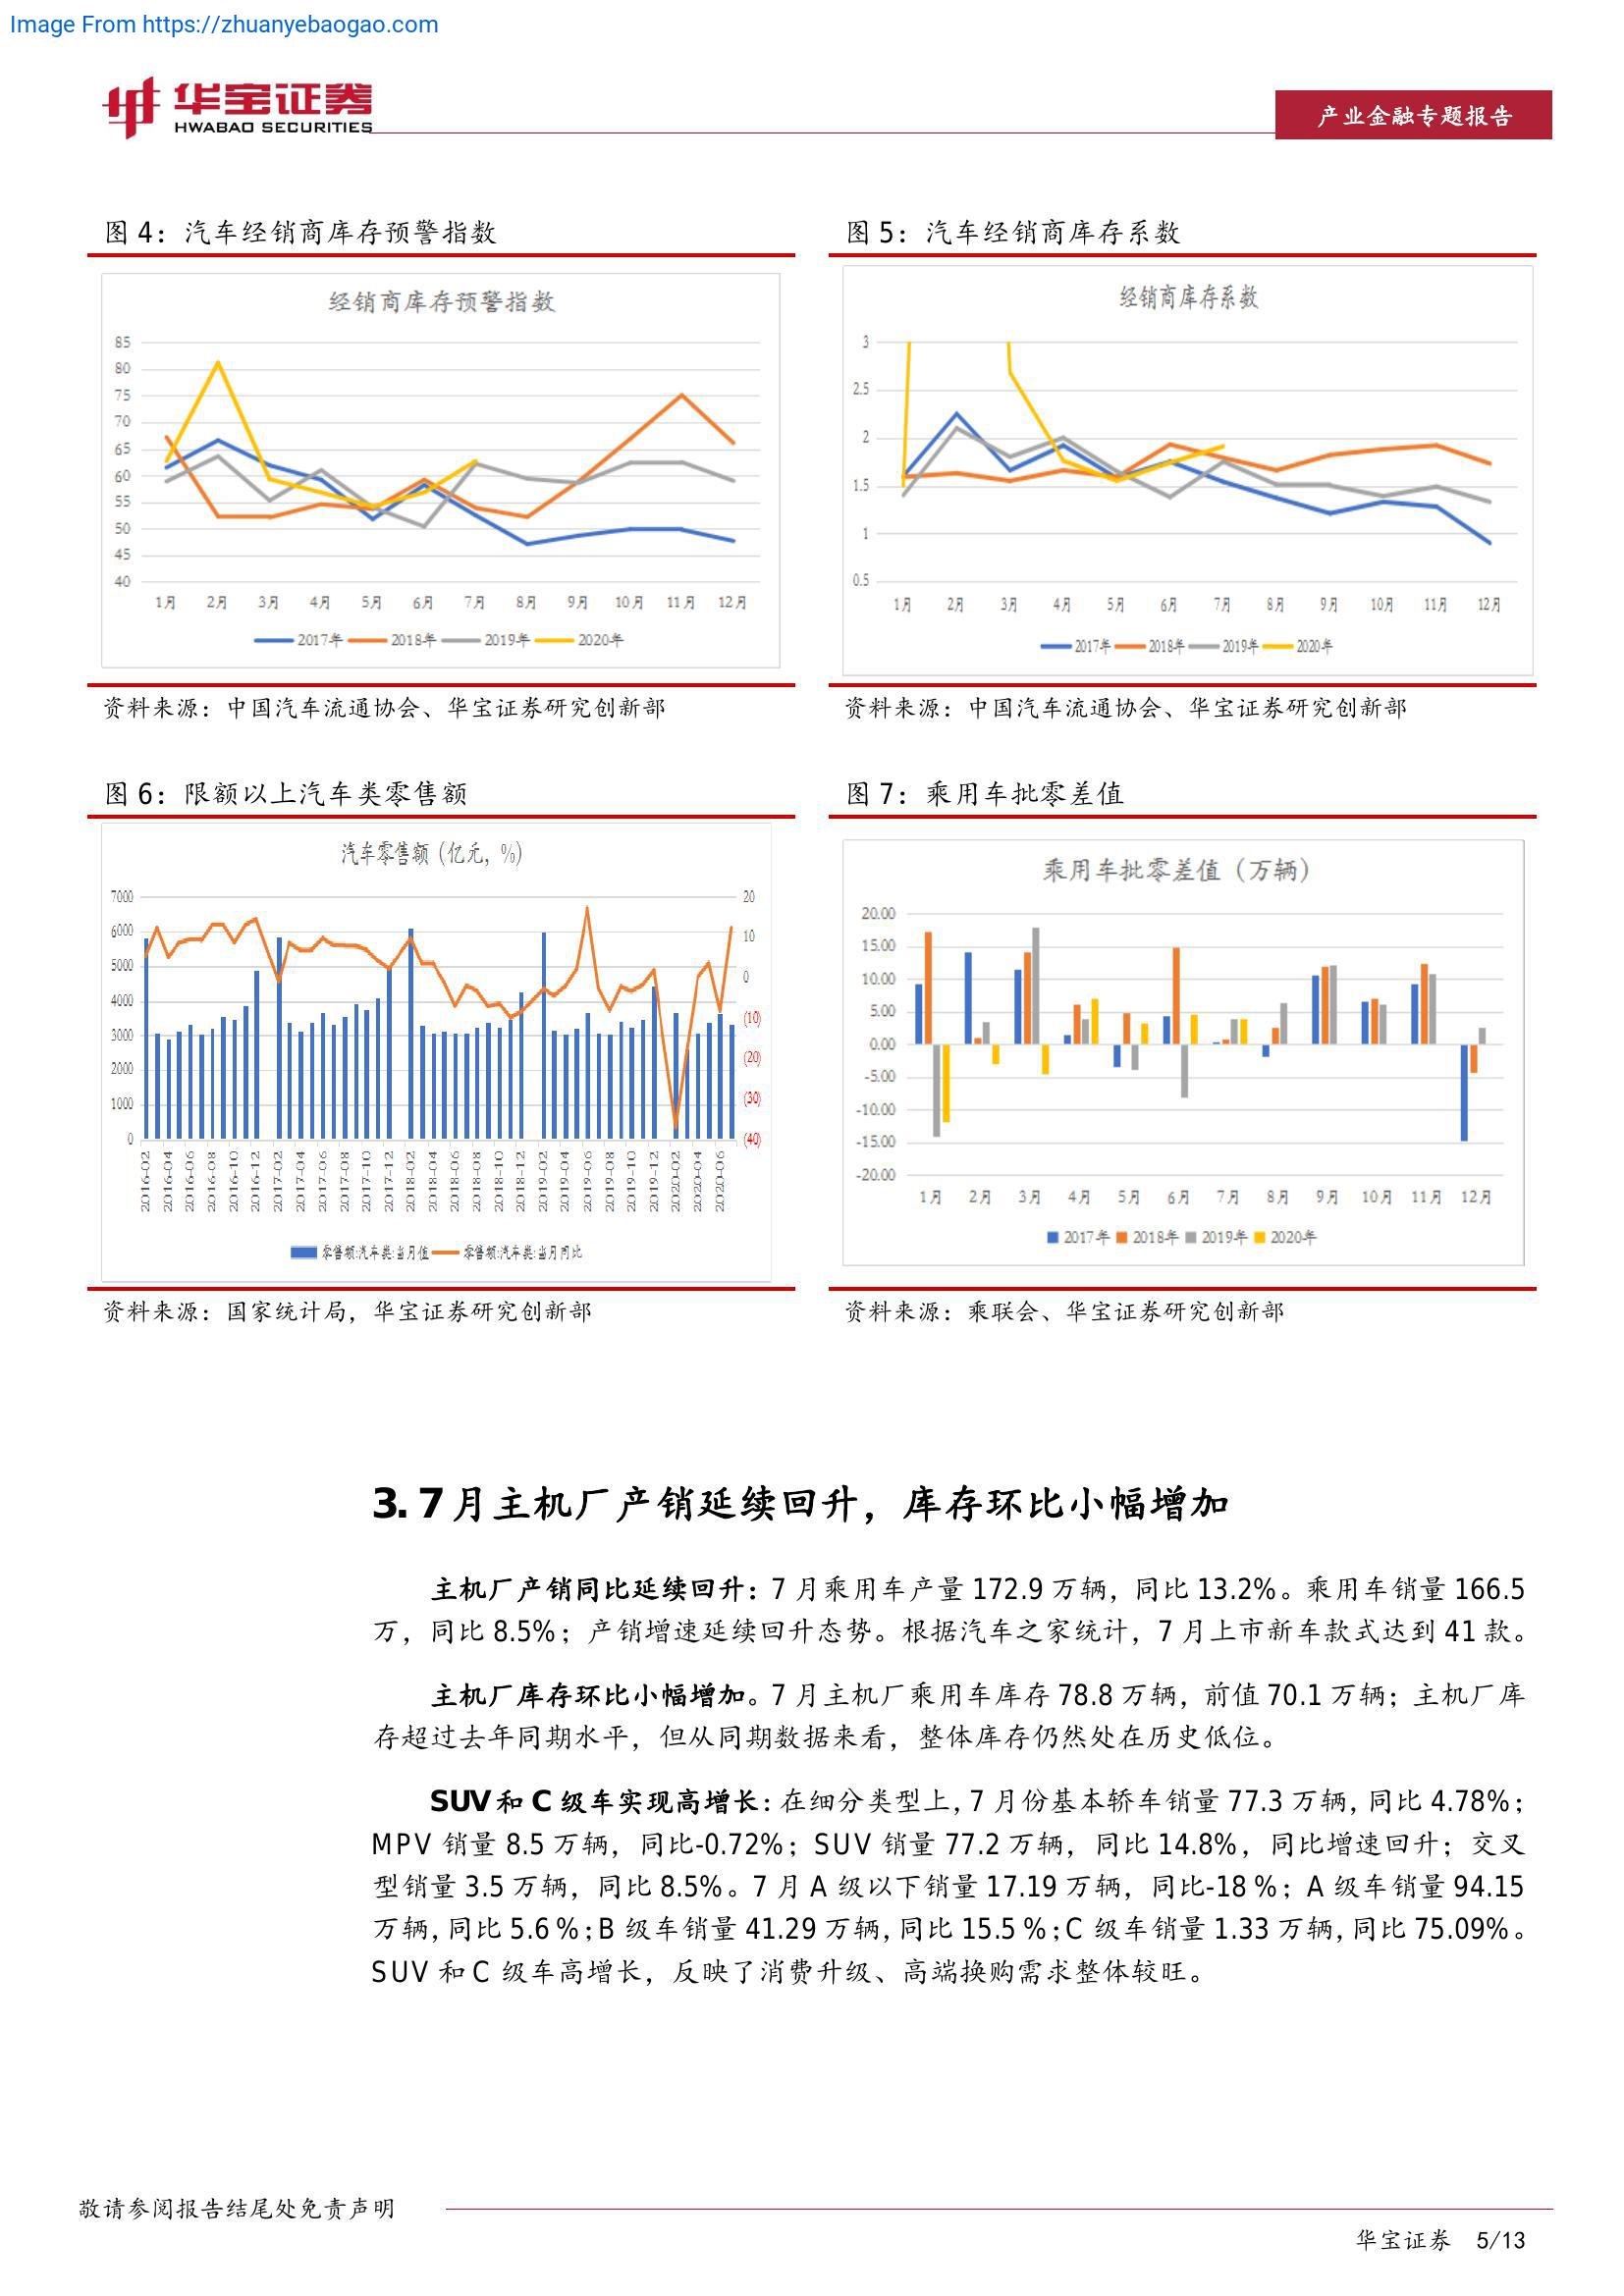 Image From https://zhuanyebaogao.com
华宝证券
HWABAO SECURITIES
产业金融专题报告
图 4：汽车经销商库存预警指数
经销商库存预警指数
85
80
75
70
65
60
55
50
45
40
1月 2月 3月 4月 5月 6月 7月 8月 9月 10月 11月 12月
2017年 2018年 2019年 2020年
资料来源：中国汽车流通协会、华宝证券研究创新部
图 5：汽车经销商库存系数
经销商库存系数
3
2.5
2
1.5
1
0.5
1月 2月 3月 4月 5月 6月 7月 8月 9月 10月 11月 12月
2017年 2018年 2019年 2020年
资料来源：中国汽车流通协会、华宝证券研究创新部
图 6：限额以上汽车类零售额
汽车零售额（亿元，%）
7000
6000
5000
4000
3000
2000
1000
0
20
10
0
(10)
(20)
(30)
(40)
2016-02 2016-04 2016-06 2016-08 2016-10 2016-12 2017-02 2017-04 2017-06 2017-08 2017-10 2017-12 2018-02 2018-04 2018-06 2018-08 2018-10 2018-12 2019-02 2019-04 2019-06 2019-08 2019-10 2019-12 2020-02 2020-04 2020-06
零售额:汽车类:当月值 零售额:汽车类:当月同比
资料来源：国家统计局，华宝证券研究创新部
图 7：乘用车批零差值
乘用车批零差值（万辆）
20.00
15.00
10.00
5.00
0.00
-5.00
-10.00
-15.00
-20.00
1月 2月 3月 4月 5月 6月 7月 8月 9月 10月 11月 12月
2017年 2018年 2019年 2020年
资料来源：乘联会、华宝证券研究创新部
3. 7 月主机厂产销延续回升，库存环比小幅增加
主机厂产销同比延续回升：7 月乘用车产量 172.9 万辆，同比 13.2%。乘用车销量 166.5
万，同比 8.5%；产销增速延续回升态势。根据汽车之家统计，7 月上市新车款式达到 41 款。
主机厂库存环比小幅增加。7 月主机厂乘用车库存 78.8 万辆，前值 70.1 万辆；主机厂库
存超过去年同期水平，但从同期数据来看，整体库存仍然处在历史低位。
SUV 和 C 级车实现高增长：在细分类型上，7 月份基本轿车销量 77.3 万辆，同比 4.78%；
MPV 销量 8.5 万辆，同比-0.72%；SUV 销量 77.2 万辆，同比 14.8%，同比增速回升；交叉
型销量 3.5 万辆，同比 8.5%。7 月 A 级以下销量 17.19 万辆，同比-18％；A 级车销量 94.15
万辆，同比 5.6％；B 级车销量 41.29 万辆，同比 15.5％；C 级车销量 1.33 万辆，同比 75.09%。
SUV 和 C 级车高增长，反映了消费升级、高端换购需求整体较旺。
敬请参阅报告结尾处免责声明
华宝证券 5/13